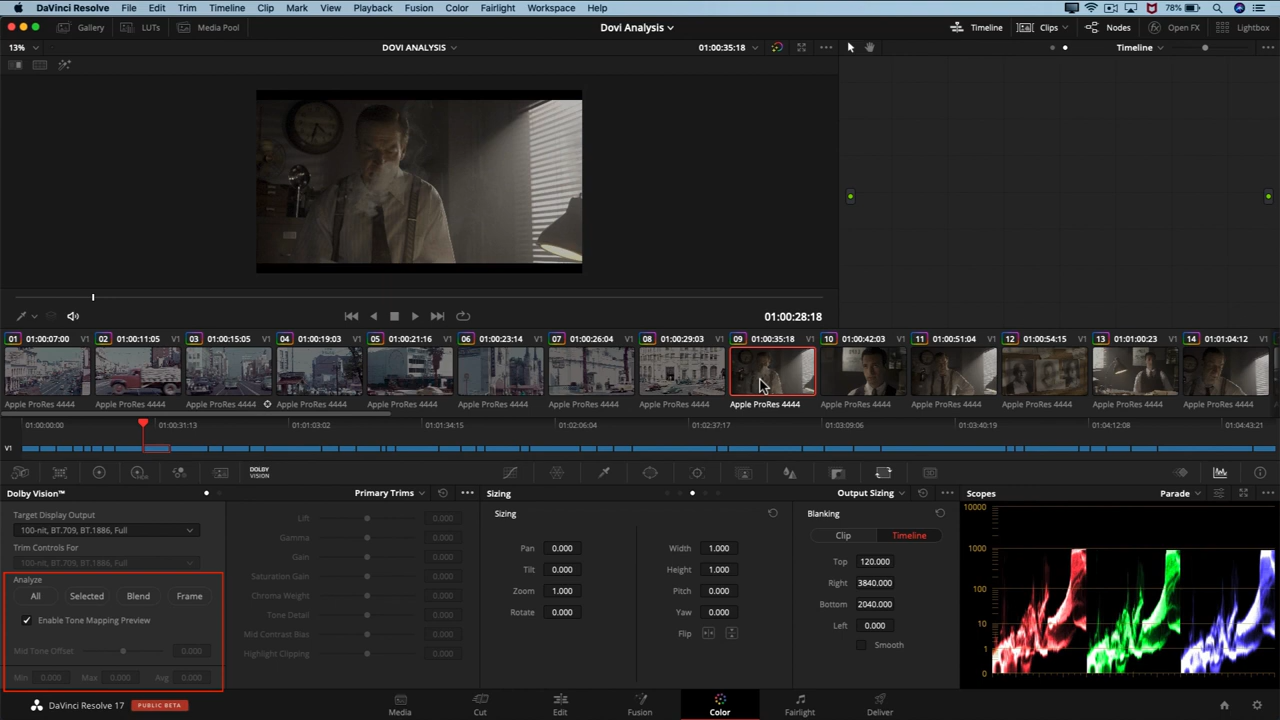 DaVinci Resolve File Edit Trim Timeline Clip Mark View Playback Fusion Color Fairlight Workspace Help 78%
Gallery LUTs Media Pool Dovi Analysis Timeline Clips Nodes Open FX Lightbox
13% DOVI ANALYSIS 01:00:35:18 Timeline
01:00:28:18
01 01:00:07:00 V1 02 01:00:11:05 V1 03 01:00:15:05 V1 04 01:00:19:03 V1 05 01:00:21:16 V1 06 01:00:23:14 V1 07 01:00:26:04 V1 08 01:00:29:03 V1 09 01:00:35:18 V1 10 01:00:42:03 V1 11 01:00:51:04 V1 12 01:00:54:15 V1 13 01:01:00:23 V1 14 01:01:04:12 V1
Apple ProRes 4444 Apple ProRes 4444 Apple ProRes 4444 Apple ProRes 4444 Apple ProRes 4444 Apple ProRes 4444 Apple ProRes 4444 Apple ProRes 4444 Apple ProRes 4444 Apple ProRes 4444 Apple ProRes 4444 Apple ProRes 4444 Apple ProRes 4444 Apple ProRes 4444
01:00:00:00 01:00:31:13 01:01:03:02 01:01:34:15 01:02:06:04 01:02:37:17 01:03:09:06 01:03:40:19 01:04:12:08 01:04:43:21
V1
DOLBY
VISION
Dolby Vision™ Primary Trims Sizing Output Sizing Scopes Parade
Target Display Output
100-nit, BT.709, BT.1886, Full
Trim Controls For
100-nit, BT.709, BT.1886, Full
Analyze
All Selected Blend Frame
Enable Tone Mapping Preview
Mid Tone Offset 0.000
Min 0.000 Max 0.000 Avg 0.000
Lift 0.000
Gamma 0.000
Gain 0.000
Saturation Gain 0.000
Chroma Weight 0.000
Tone Detail 0.000
Mid Contrast Bias 0.000
Highlight Clipping 0.000
Sizing
Pan 0.000 Width 1.000
Tilt 0.000 Height 1.000
Zoom 1.000 Pitch 0.000
Rotate 0.000 Yaw 0.000
Flip
Blanking
Clip Timeline
Top 120.000
Right 3840.000
Bottom 2040.000
Left 0.000
Smooth
10000
1000
100
10
1
0
DaVinci Resolve 17 PUBLIC BETA Media Cut Edit Fusion Color Fairlight Deliver